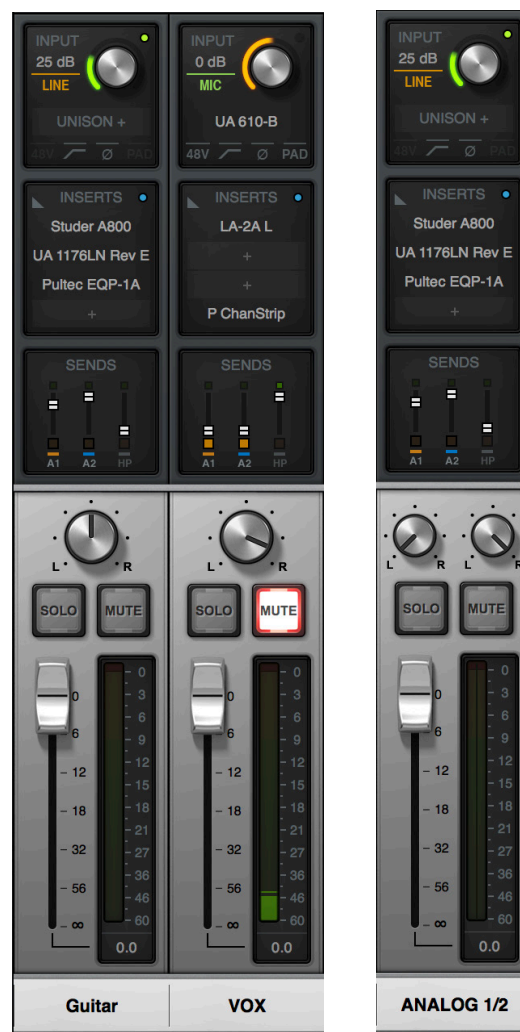 INPUT
25 dB
LINE
UNISON +
48V Ø PAD
INSERTS
Studer A800
UA 1176LN Rev E
Pultec EQP-1A
+
SENDS
A1 A2 HP
L R
SOLO MUTE
0
6
12
18
32
56
∞
0
3
6
9
12
15
18
21
27
36
46
60
0.0
Guitar
INPUT
0 dB
MIC
UA 610-B
48V Ø PAD
INSERTS
LA-2A L
+
+
P ChanStrip
SENDS
A1 A2 HP
L R
SOLO MUTE
0
6
12
18
32
56
∞
0
3
6
9
12
15
18
21
27
36
46
60
0.0
VOX
INPUT
25 dB
LINE
UNISON +
48V Ø PAD
INSERTS
Studer A800
UA 1176LN Rev E
Pultec EQP-1A
+
SENDS
A1 A2 HP
L R L R
SOLO MUTE
0
6
12
18
32
56
∞
0
3
6
9
12
15
18
21
27
36
46
60
0.0
ANALOG 1/2